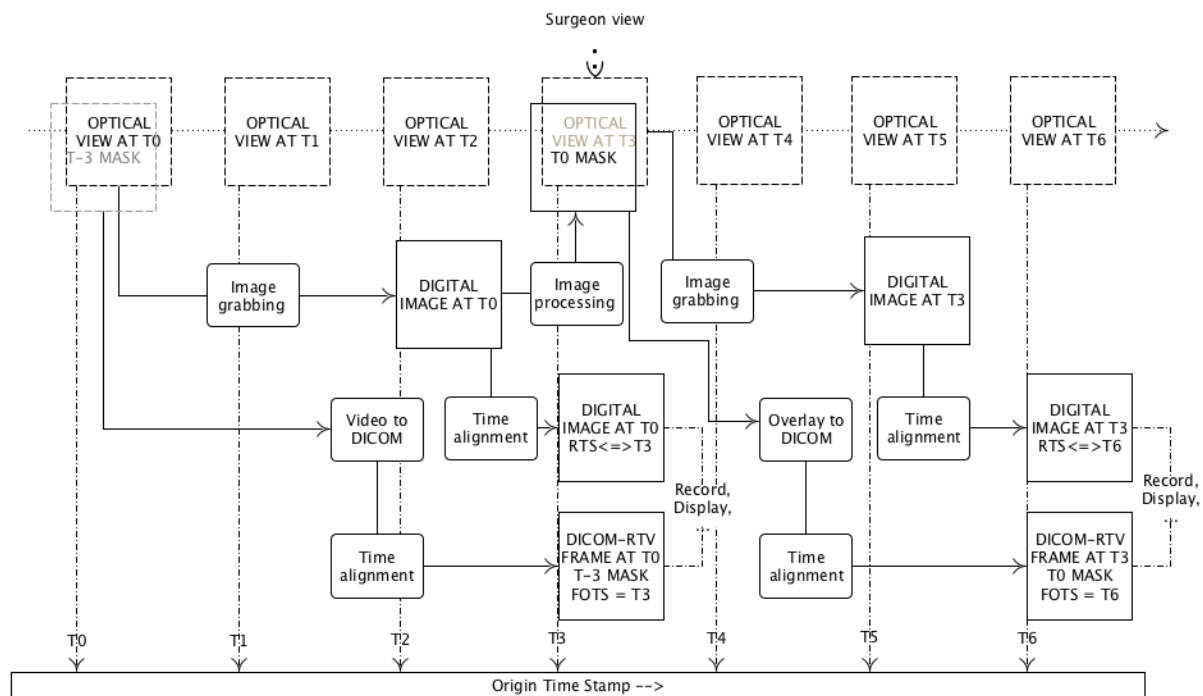 Surgeon view
OPTICAL
VIEW AT T0
T-3 MASK
OPTICAL
VIEW AT T1
OPTICAL
VIEW AT T2
OPTICAL
VIEW AT T3
T0 MASK
OPTICAL
VIEW AT T4
OPTICAL
VIEW AT T5
OPTICAL
VIEW AT T6
Image
grabbing
DIGITAL
IMAGE AT T0
Image
processing
Image
grabbing
DIGITAL
IMAGE AT T3
Video to
DICOM
Time
alignment
DIGITAL
IMAGE AT T0
RTS<=>T3
Overlay to
DICOM
Time
alignment
DIGITAL
IMAGE AT T3
RTS<=>T6
Record,
Display,
...
Record,
Display,
...
Time
alignment
DICOM-RTV
FRAME AT T0
T-3 MASK
FOTS = T3
Time
alignment
DICOM-RTV
FRAME AT T3
T0 MASK
FOTS = T6
T0
T1
T2
T3
T4
T5
T6
Origin Time Stamp -->